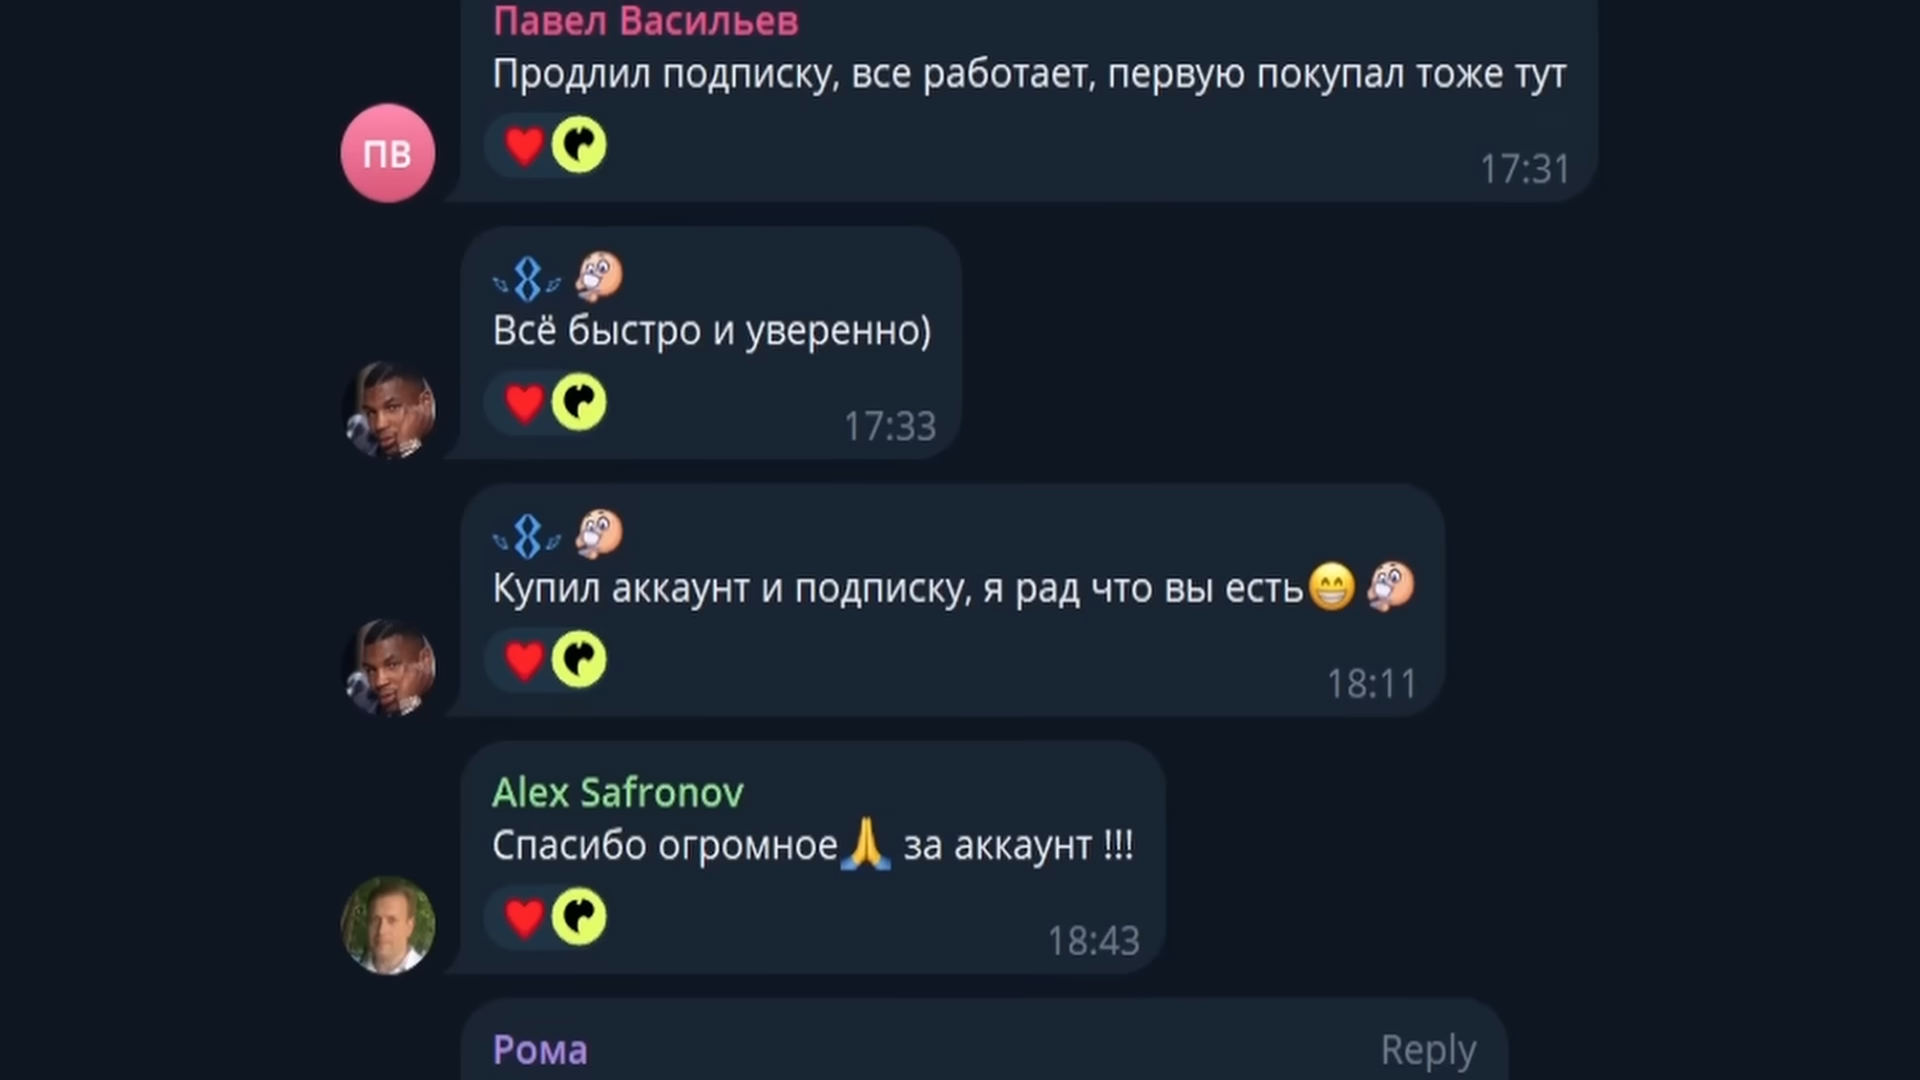 Павел Васильев
Продлил подписку, все работает, первую покупал тоже тут
ПВ
17:31
Всё быстро и уверенно)
17:33
Купил аккаунт и подписку, я рад что вы есть😁
18:11
Alex Safronov
Спасибо огромное🙏 за аккаунт !!!
18:43
Рома Reply